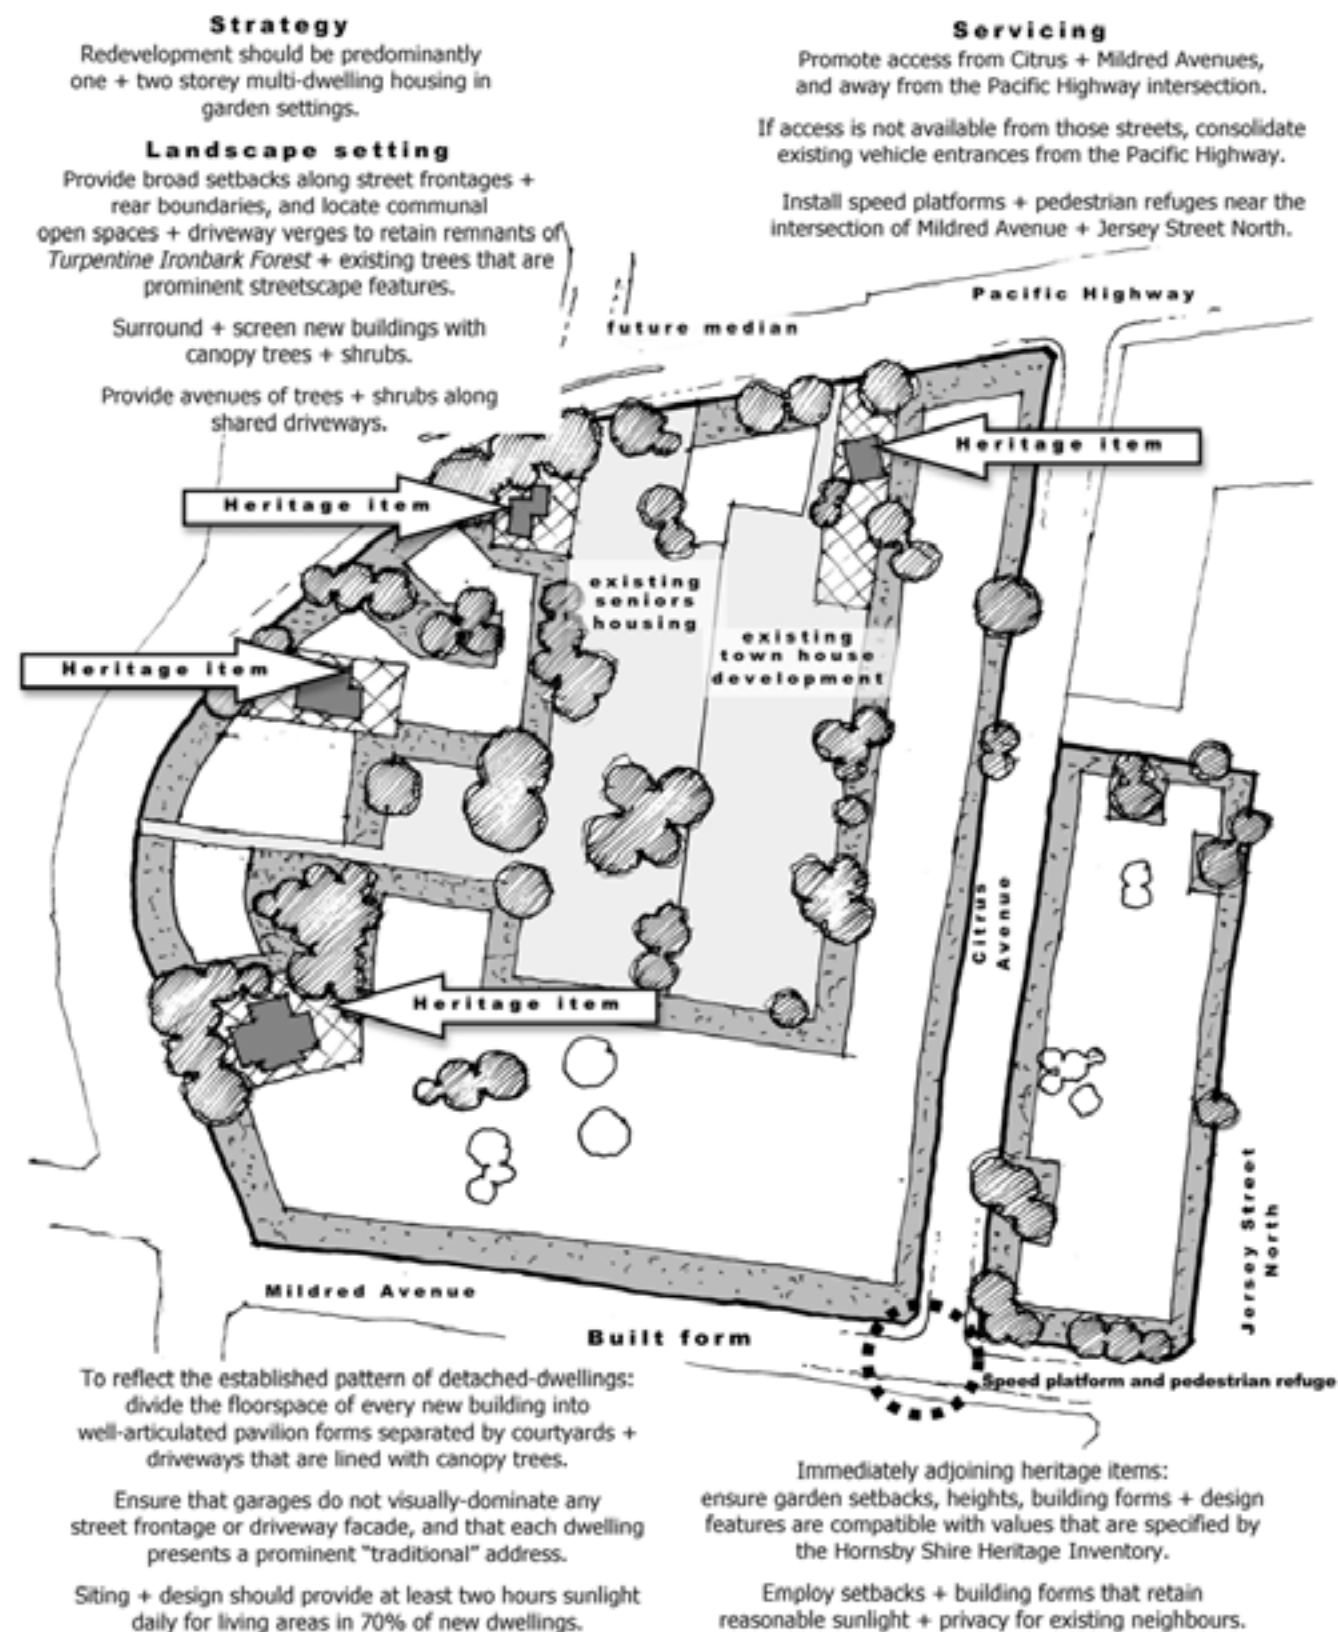 Strategy
Redevelopment should be predominantly
one + two storey multi-dwelling housing in
garden settings.
Landscape setting
Provide broad setbacks along street frontages +
rear boundaries, and locate communal
open spaces + driveway verges to retain remnants of
Turpentine Ironbark Forest + existing trees that are
prominent streetscape features.
Surround + screen new buildings with
canopy trees + shrubs.
Provide avenues of trees + shrubs along
shared driveways.
Servicing
Promote access from Citrus + Mildred Avenues,
and away from the Pacific Highway intersection.
If access is not available from those streets, consolidate
existing vehicle entrances from the Pacific Highway.
Install speed platforms + pedestrian refuges near the
intersection of Mildred Avenue + Jersey Street North.
Pacific Highway
future median
Heritage item
Heritage item
existing
seniors
housing
existing
town house
development
Heritage item
Citrus
Avenue
Heritage item
Jersey Street
North
Mildred Avenue
Speed platform and pedestrian refuge
Built form
To reflect the established pattern of detached-dwellings:
divide the floorspace of every new building into
well-articulated pavilion forms separated by courtyards +
driveways that are lined with canopy trees.
Ensure that garages do not visually-dominate any
street frontage or driveway facade, and that each dwelling
presents a prominent "traditional" address.
Siting + design should provide at least two hours sunlight
daily for living areas in 70% of new dwellings.
Immediately adjoining heritage items:
ensure garden setbacks, heights, building forms + design
features are compatible with values that are specified by
the Hornsby Shire Heritage Inventory.
Employ setbacks + building forms that retain
reasonable sunlight + privacy for existing neighbours.